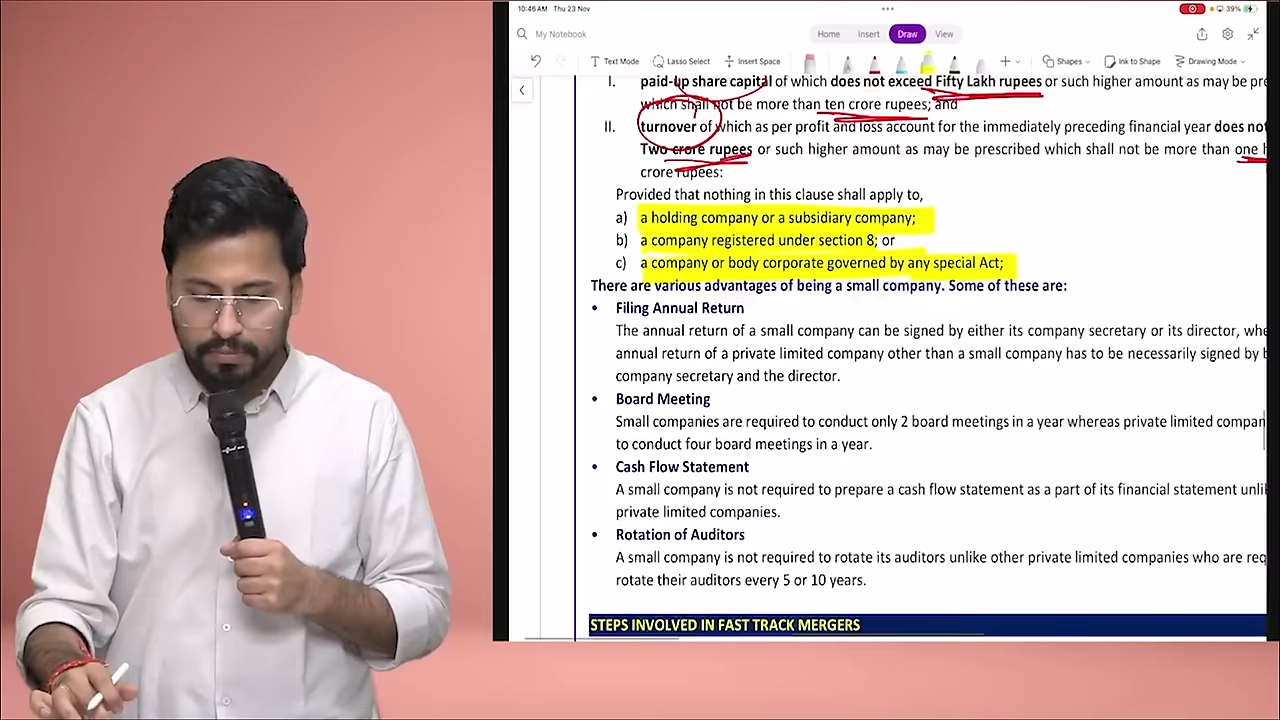 10:46 AM Thu 23 Nov
39%
My Notebook
Home Insert Draw View
Text Mode Lasso Select Insert Space Shapes Ink to Shape Drawing Mode
I. paid-up share capital of which does not exceed Fifty Lakh rupees or such higher amount as may be pre
which shall not be more than ten crore rupees; and
II. turnover of which as per profit and loss account for the immediately preceding financial year does not
Two crore rupees or such higher amount as may be prescribed which shall not be more than one h
crore rupees:
Provided that nothing in this clause shall apply to,
a) a holding company or a subsidiary company;
b) a company registered under section 8; or
c) a company or body corporate governed by any special Act;
There are various advantages of being a small company. Some of these are:
• Filing Annual Return
The annual return of a small company can be signed by either its company secretary or its director, whe
annual return of a private limited company other than a small company has to be necessarily signed by b
company secretary and the director.
• Board Meeting
Small companies are required to conduct only 2 board meetings in a year whereas private limited compan
to conduct four board meetings in a year.
• Cash Flow Statement
A small company is not required to prepare a cash flow statement as a part of its financial statement unli
private limited companies.
• Rotation of Auditors
A small company is not required to rotate its auditors unlike other private limited companies who are req
rotate their auditors every 5 or 10 years.
STEPS INVOLVED IN FAST TRACK MERGERS